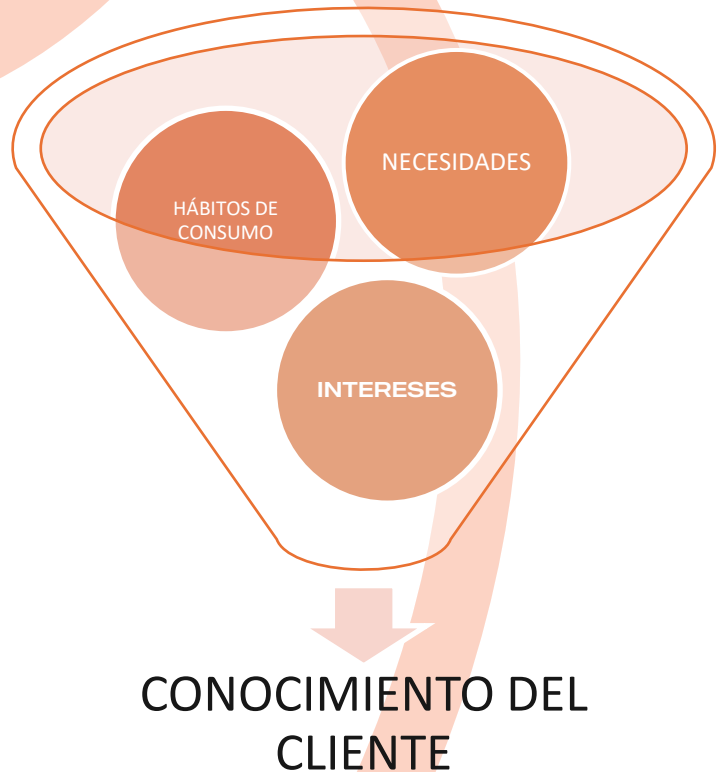 NECESIDADES
HÁBITOS DE
CONSUMO
INTERESES
CONOCIMIENTO DEL
CLIENTE